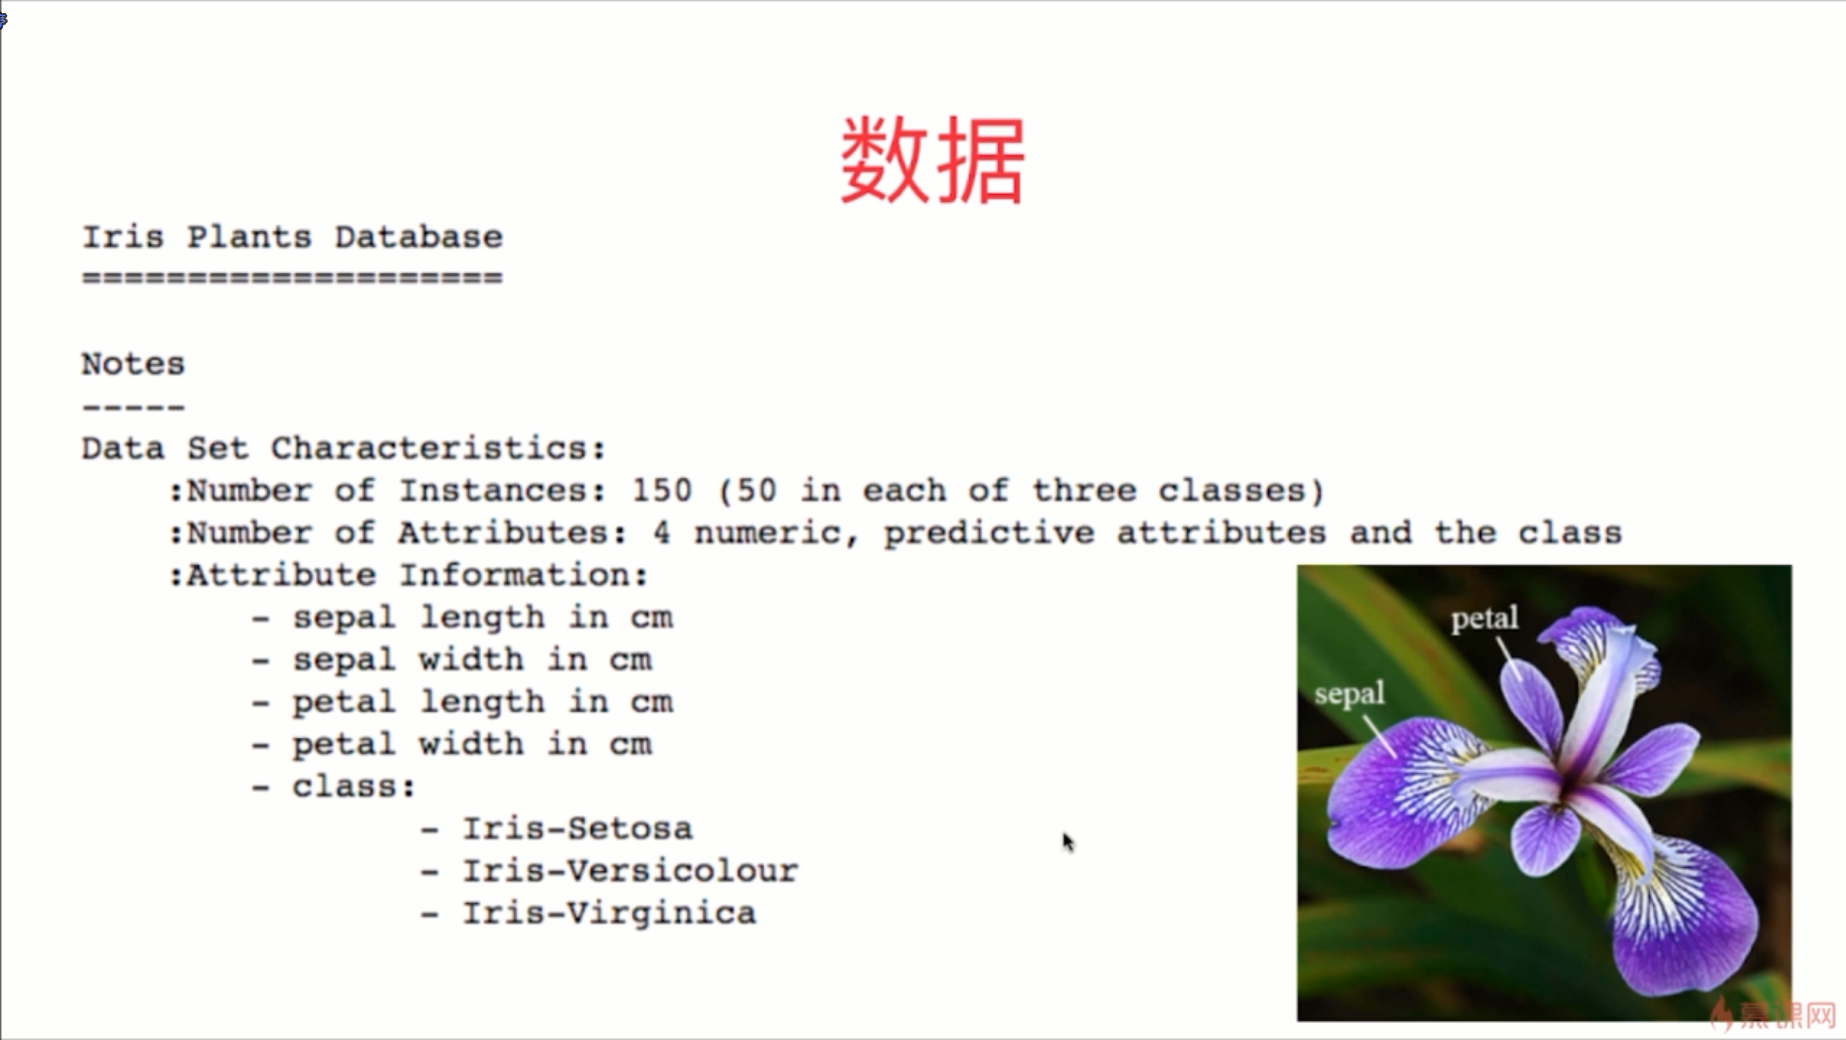 数据
Iris Plants Database
====================
Notes
-----
Data Set Characteristics:
:Number of Instances: 150 (50 in each of three classes)
:Number of Attributes: 4 numeric, predictive attributes and the class
:Attribute Information:
- sepal length in cm
- sepal width in cm
- petal length in cm
- petal width in cm
- class:
- Iris-Setosa
- Iris-Versicolour
- Iris-Virginica
petal
sepal
慕课网